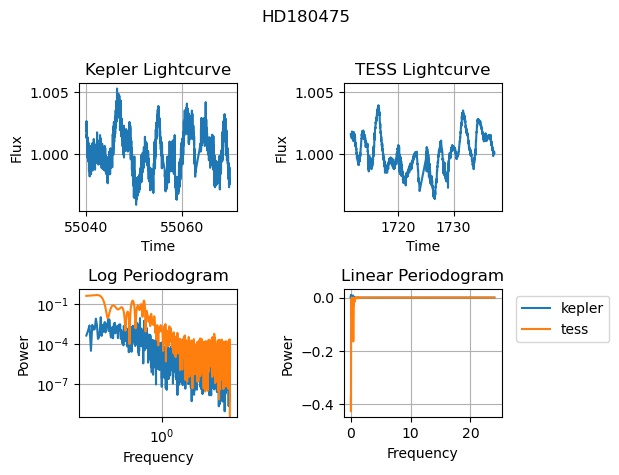 HD180475
Kepler Lightcurve
TESS Lightcurve
1.005
1.000
Flux
55040
55060
Time
1.005
1.000
Flux
1720
1730
Time
Log Periodogram
Linear Periodogram
10⁻¹
10⁻⁴
10⁻⁷
Power
10⁰
Frequency
0.0
−0.2
−0.4
Power
0
10
20
Frequency
kepler
tess